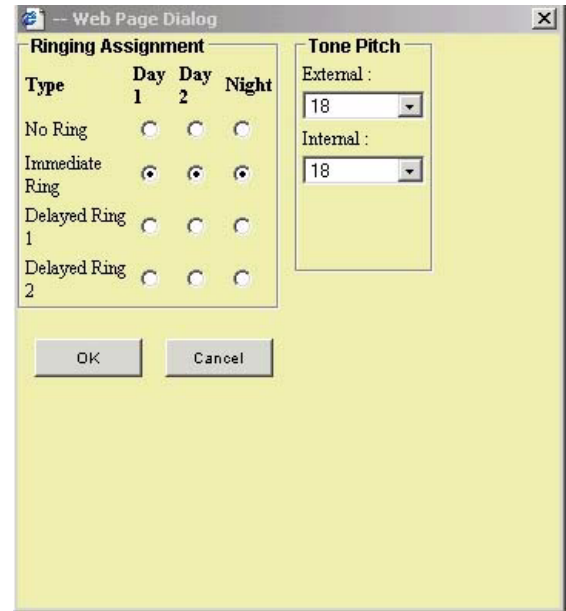 -- Web Page Dialog
Ringing Assignment
Type Day 1 Day 2 Night
No Ring
Immediate Ring
Delayed Ring 1
Delayed Ring 2
Tone Pitch
External :
18
Internal :
18
OK Cancel